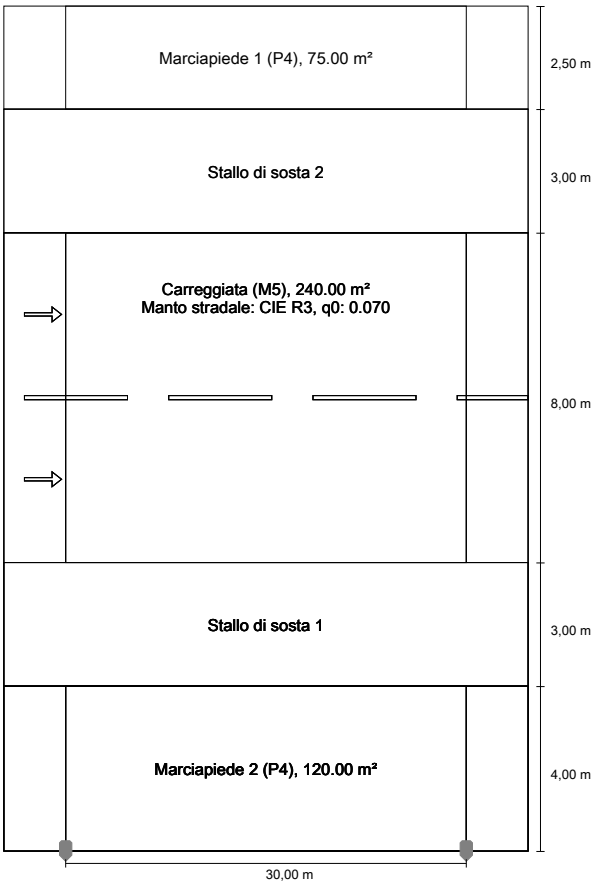 Marciapiede 1 (P4), 75.00 m²
2,50 m
Stallo di sosta 2
3,00 m
Carreggiata (M5), 240.00 m²
Manto stradale: CIE R3, q0: 0.070
8,00 m
Stallo di sosta 1
3,00 m
Marciapiede 2 (P4), 120.00 m²
4,00 m
30,00 m